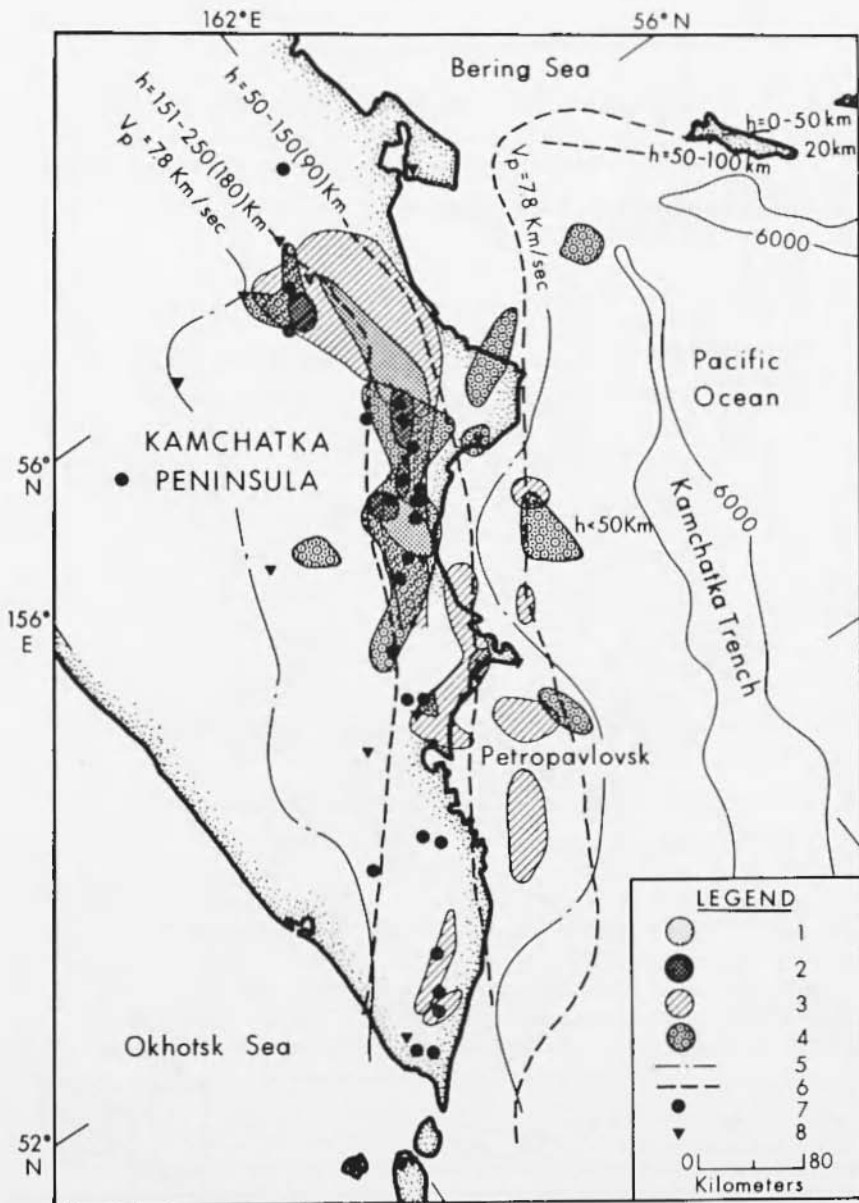 162°E
56°N
Bering Sea
h=50-150(90)Km
h=151-250(180)Km
Vp=7.8 Km/sec
h=0-50 km
20km
h=50-100 km
Vp=7.8 Km/sec
6000
Pacific
Ocean
KAMCHATKA
PENINSULA
56°
N
6000
h<50Km
Kamchatka Trench
156°
E
Petropavlovsk
Okhotsk Sea
52°
N
LEGEND
1
2
3
4
5
6
7
8
0 80
Kilometers